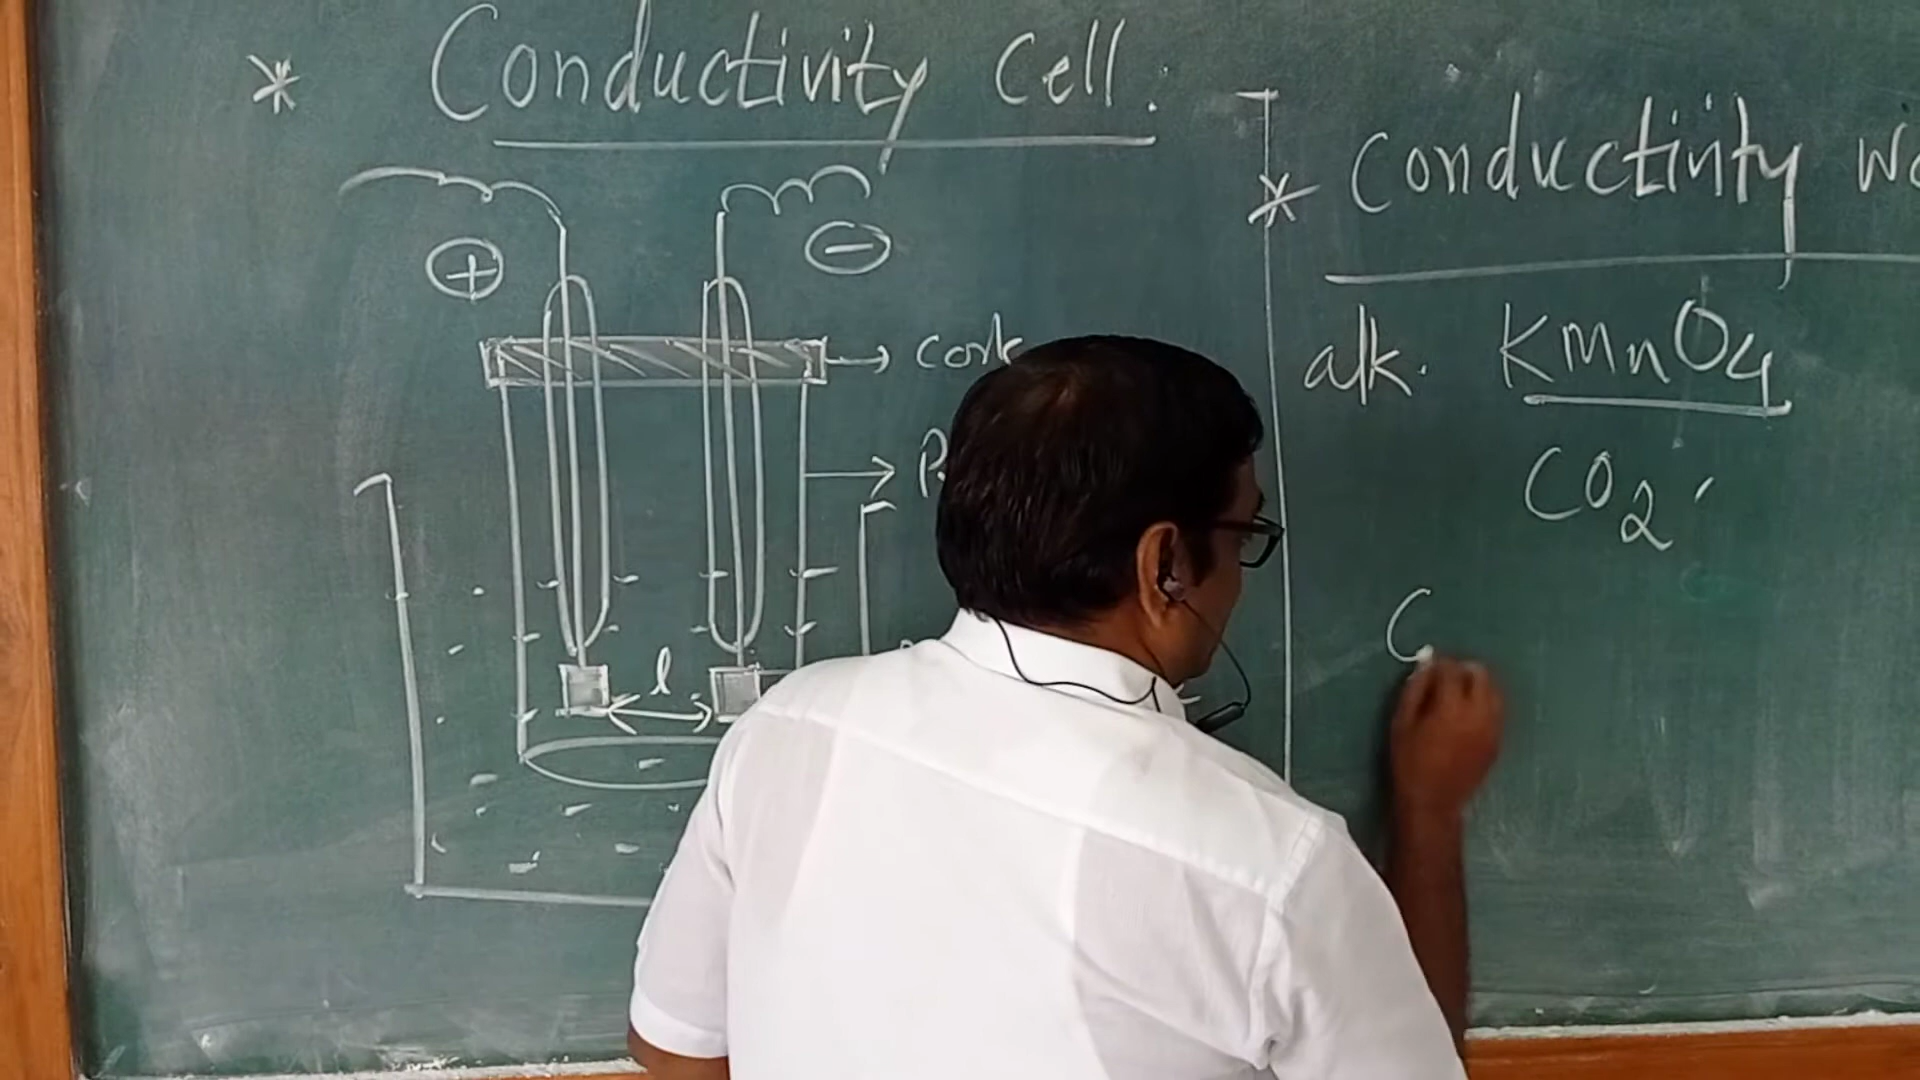 * Conductivity Cell.
+
-
cork
l
* Conductivity
alk. KMnO4
CO2
C